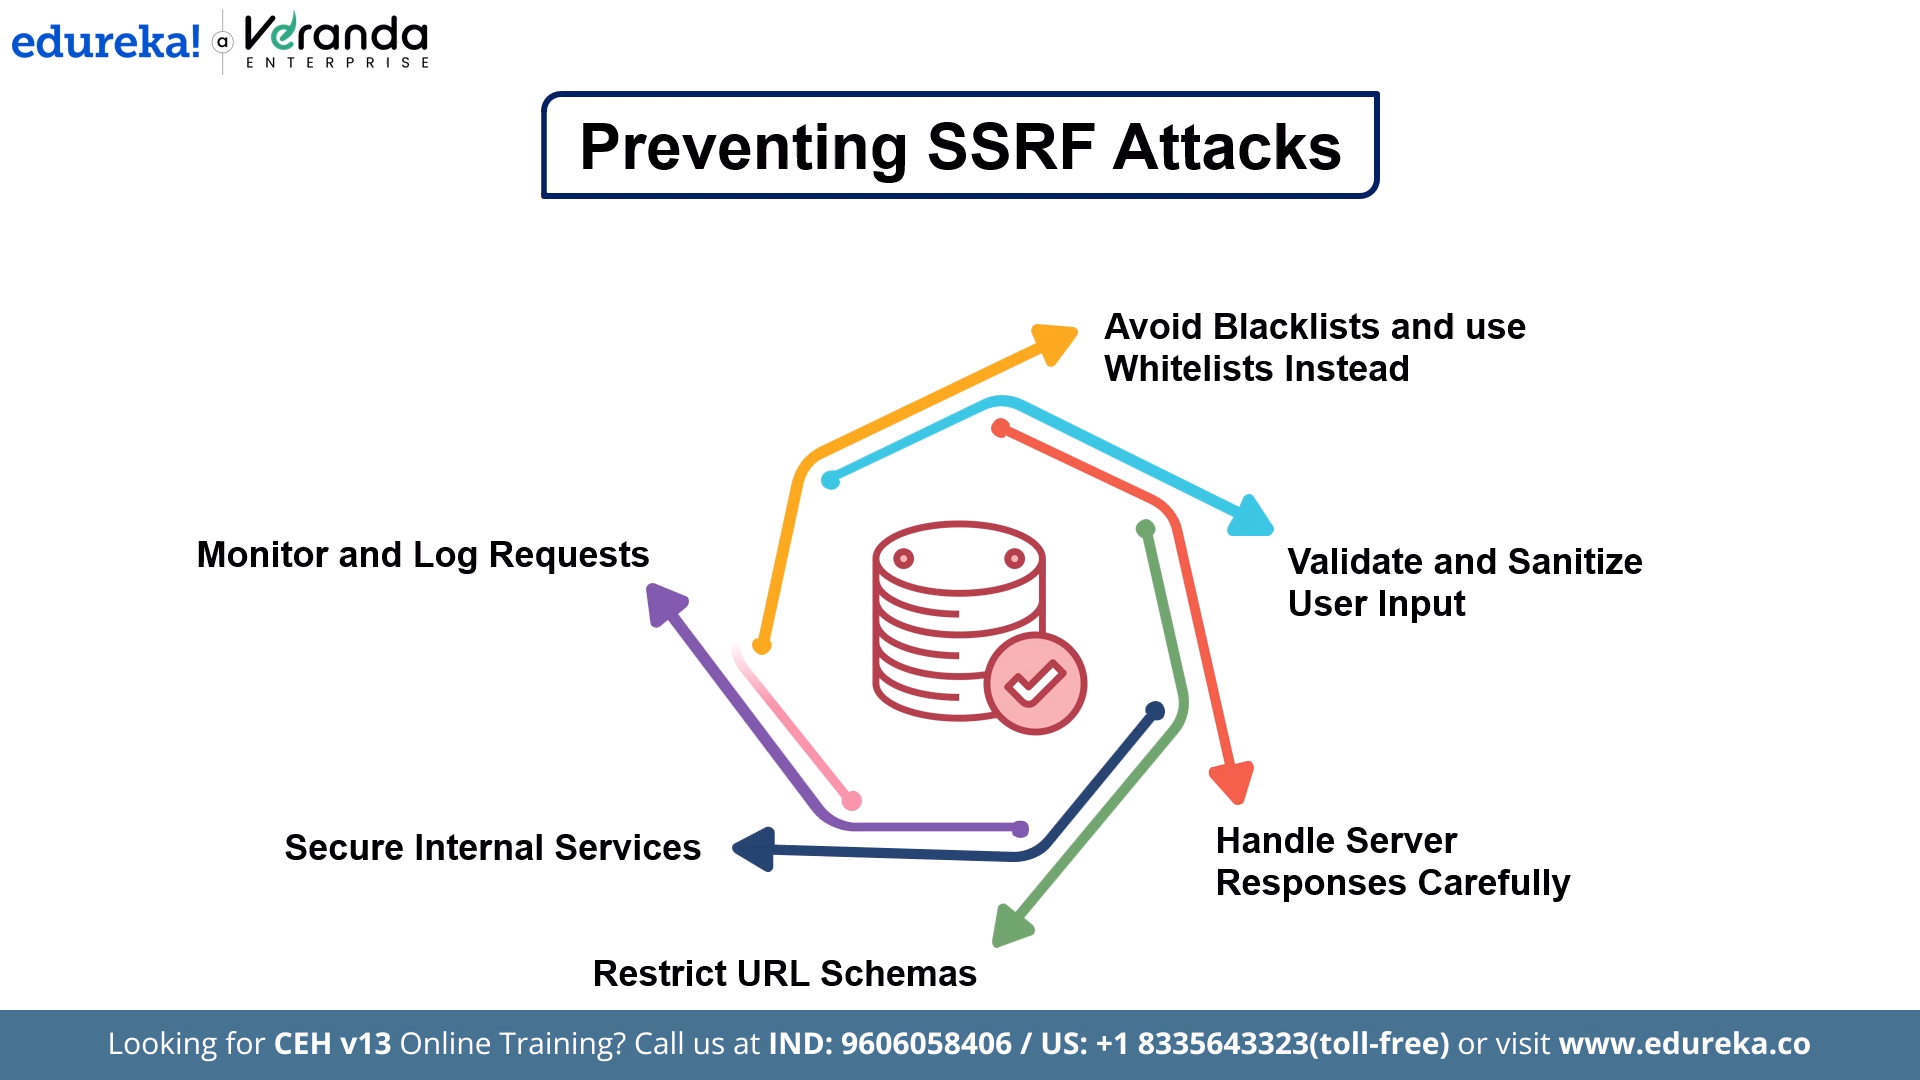 edureka! a Veranda
ENTERPRISE
Preventing SSRF Attacks
Avoid Blacklists and use
Whitelists Instead
Validate and Sanitize
User Input
Handle Server
Responses Carefully
Restrict URL Schemas
Secure Internal Services
Monitor and Log Requests
Looking for CEH v13 Online Training? Call us at IND: 9606058406 / US: +1 8335643323(toll-free) or visit www.edureka.co